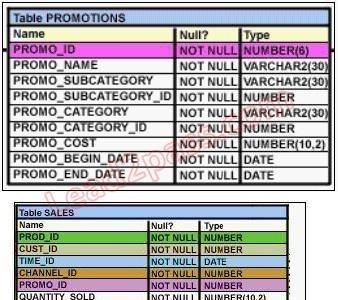 Table PROMOTIONS
Name Null? Type
PROMO_ID NOT NULL NUMBER(6)
PROMO_NAME NOT NULL VARCHAR2(30)
PROMO_SUBCATEGORY NOT NULL VARCHAR2(30)
PROMO_SUBCATEGORY_ID NOT NULL NUMBER
PROMO_CATEGORY NOT NULL VARCHAR2(30)
PROMO_CATEGORY_ID NOT NULL NUMBER
PROMO_COST NOT NULL NUMBER(10,2)
PROMO_BEGIN_DATE NOT NULL DATE
PROMO_END_DATE NOT NULL DATE
Table SALES
Name Null? Type
PROD_ID NOT NULL NUMBER
CUST_ID NOT NULL NUMBER
TIME_ID NOT NULL DATE
CHANNEL_ID NOT NULL NUMBER
PROMO_ID NOT NULL NUMBER
QUANTITY_SOLD NOT NULL NUMBER(10,2)